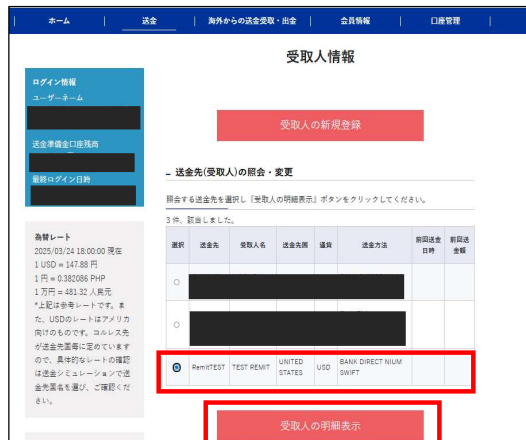 ホーム | 送金 | 海外からの送金受取・出金 | 会員情報 | 口座管理 |
受取人情報
ログイン情報
ユーザーネーム
送金準備金口座残高
最終ログイン日時
為替レート
2025/03/24 18:00:00 現在
1 USD = 147.88 円
1 円 = 0.382086 PHP
1 万円 = 481.32 人民元
*上記は参考レートです。ま
た、USDのレートはアメリカ
向けのものです。コルレス先
が送金先国毎に定めています
ので、具体的なレートの確認
は送金シミュレーションで送
金先国名を選び、ご確認くだ
さい。
受取人の新規登録
送金先(受取人)の照会・変更
照会する送金先を選択し『受取人の明細表示』ボタンをクリックしてください。
3 件、該当しました。
選択 送金先 受取人名 送金先国 通貨 送金方法 前回送金日時 前回送金額
RemitTEST TEST REMIT UNITED STATES USD BANK DIRECT NIUM SWIFT
受取人の明細表示